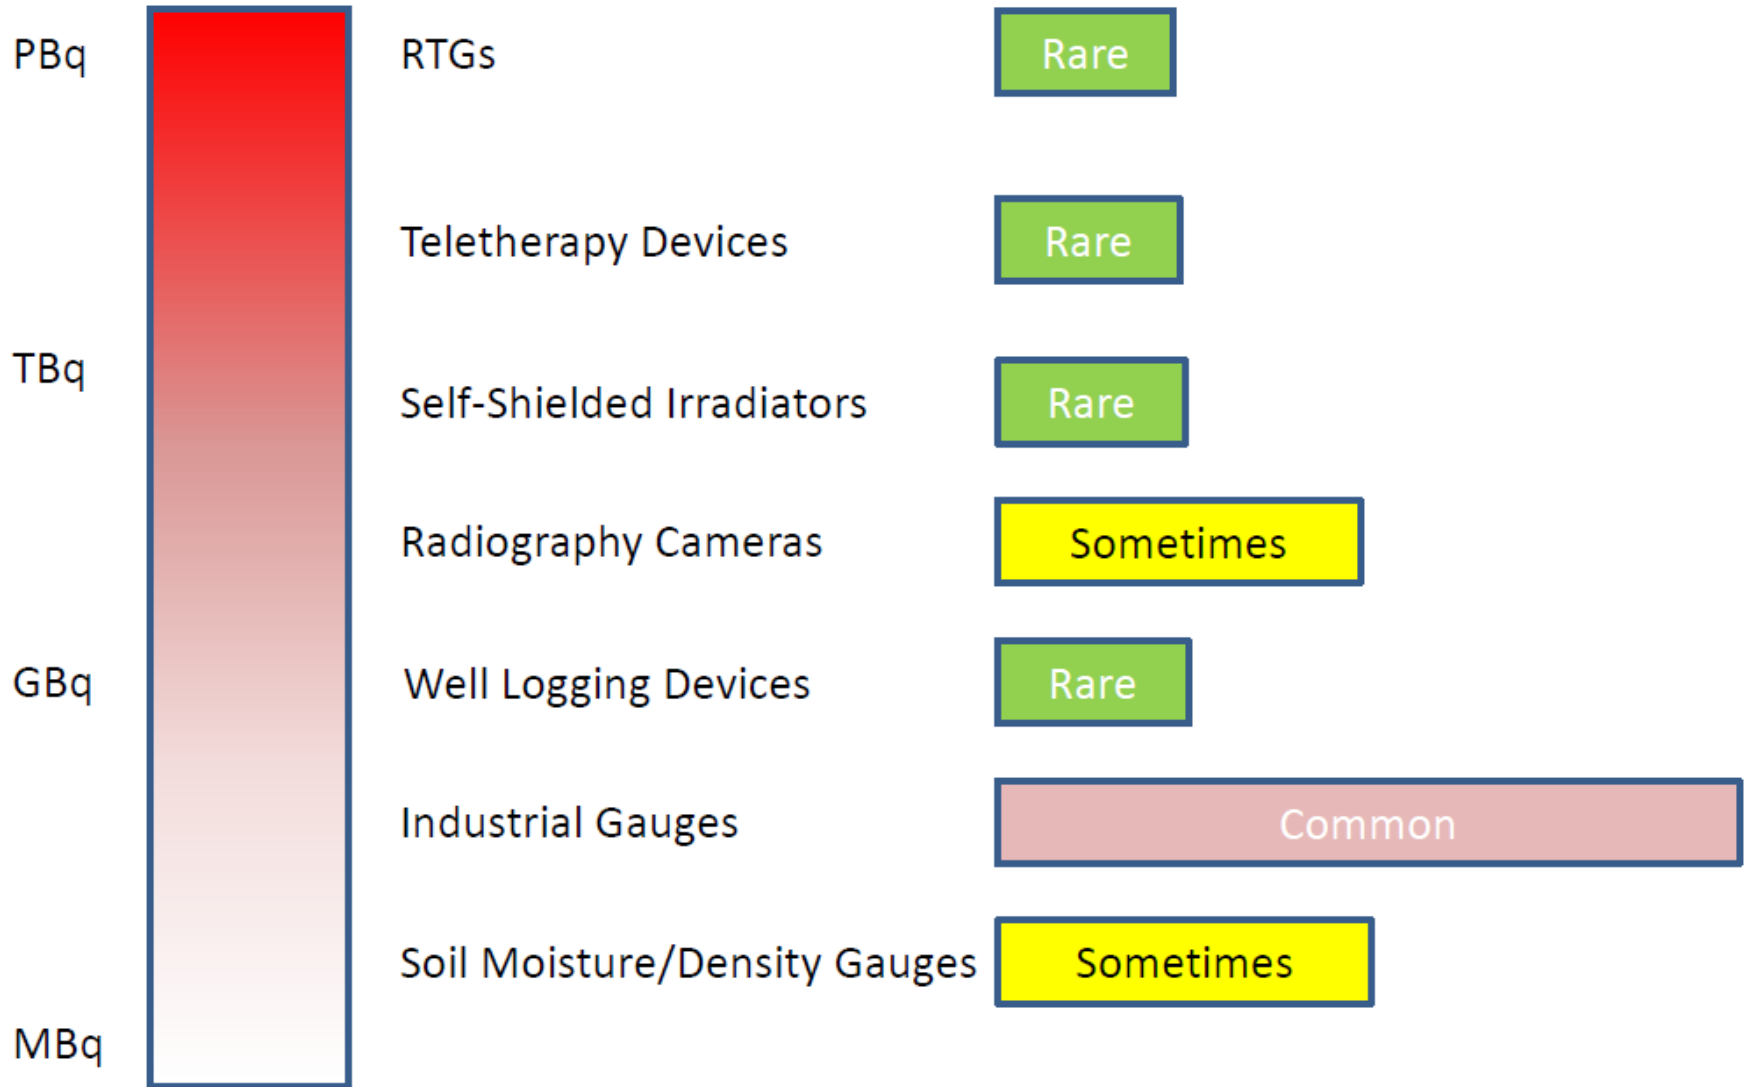 PBq
RTGs
Rare
Teletherapy Devices
Rare
TBq
Self-Shielded Irradiators
Rare
Radiography Cameras
Sometimes
GBq
Well Logging Devices
Rare
Industrial Gauges
Common
Soil Moisture/Density Gauges
Sometimes
MBq